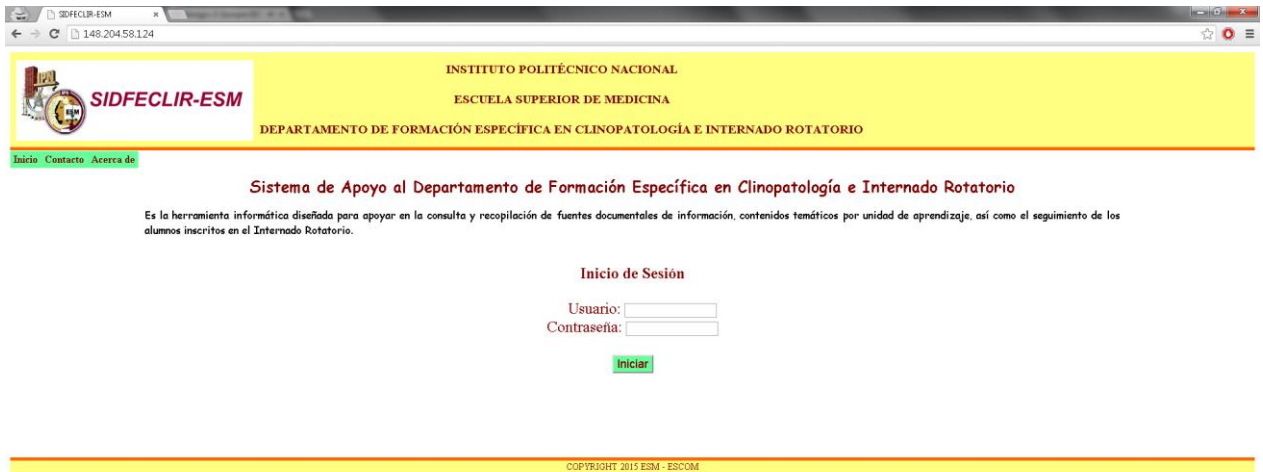 SIDFECLIR-ESM
148.204.58.124
IPN
ESM
SIDFECLIR-ESM
INSTITUTO POLITÉCNICO NACIONAL
ESCUELA SUPERIOR DE MEDICINA
DEPARTAMENTO DE FORMACIÓN ESPECÍFICA EN CLINOPATOLOGÍA E INTERNADO ROTATORIO
Inicio Contacto Acerca de
Sistema de Apoyo al Departamento de Formación Específica en Clinopatología e Internado Rotatorio
Es la herramienta informática diseñada para apoyar en la consulta y recopilación de fuentes documentales de información, contenidos temáticos por unidad de aprendizaje, así como el seguimiento de los
alumnos inscritos en el Internado Rotatorio.
Inicio de Sesión
Usuario:
Contraseña:
Iniciar
COPYRIGHT 2015 ESM - ESCOM